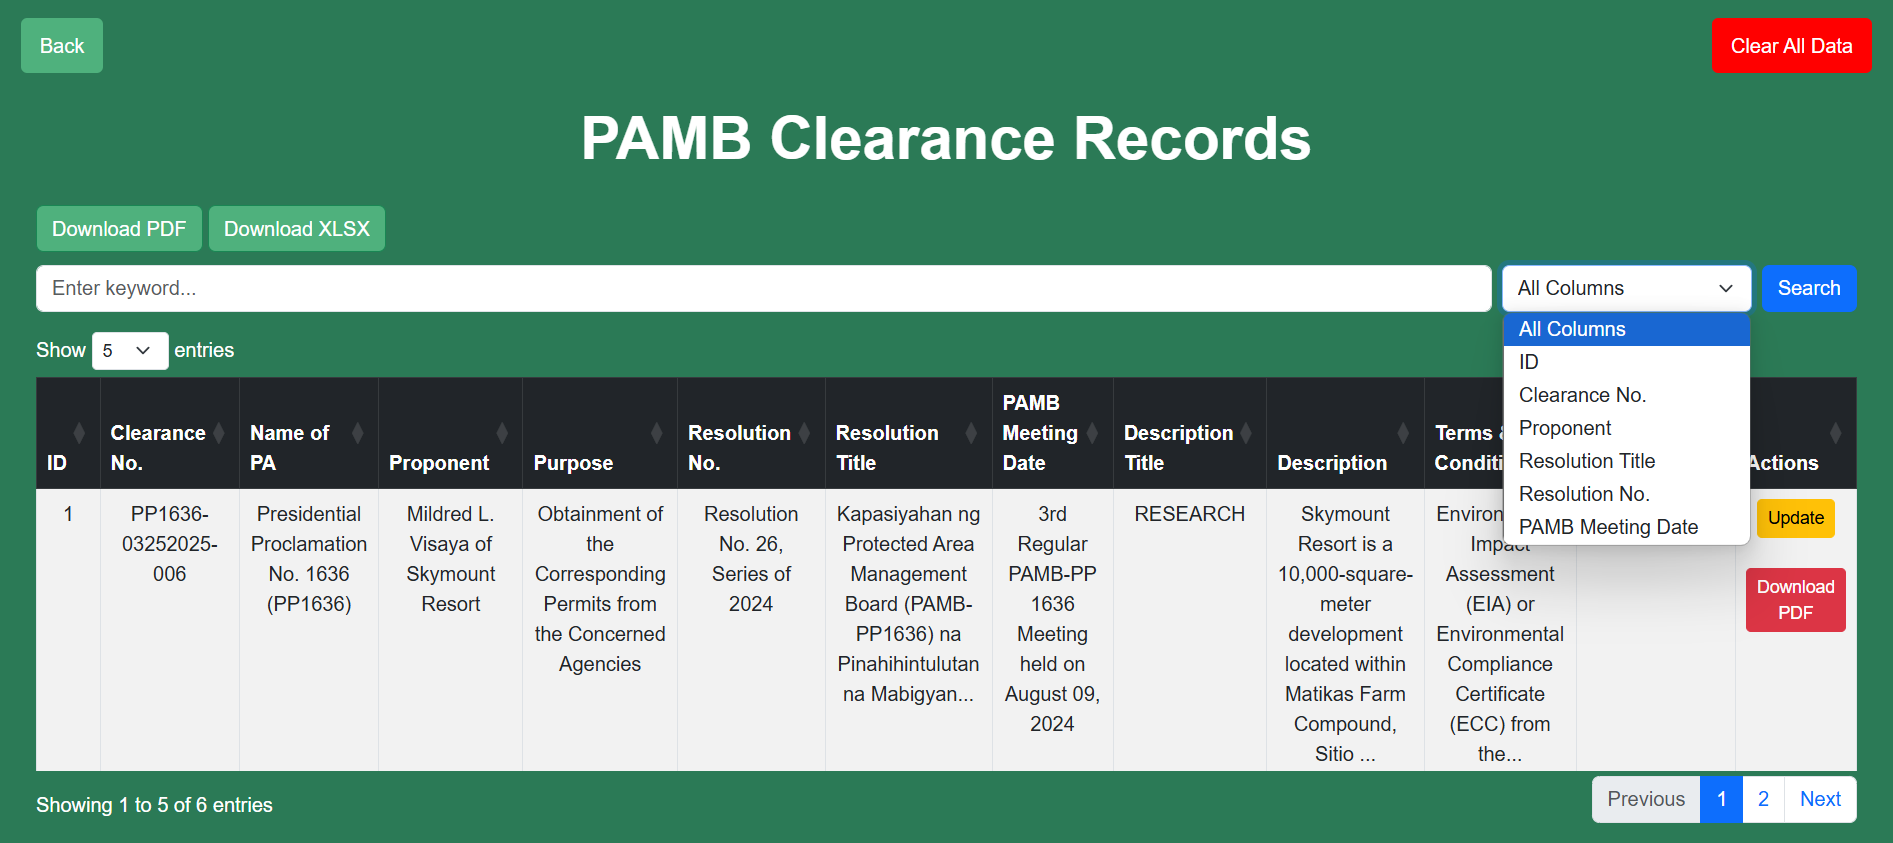 Back
Clear All Data
PAMB Clearance Records
Download PDF
Download XLSX
Enter keyword...
All Columns
Search
All Columns
ID
Clearance No.
Proponent
Resolution Title
Resolution No.
PAMB Meeting Date
Show 5 entries
ID
Clearance
No.
Name of
PA
Proponent
Purpose
Resolution
No.
Resolution
Title
PAMB
Meeting
Date
Description
Title
Description
Terms
Actions
1
PP1636-
03252025-
006
Presidential
Proclamation
No. 1636
(PP1636)
Mildred L.
Visaya of
Skymount
Resort
Obtainment of
the
Corresponding
Permits from
the Concerned
Agencies
Resolution
No. 26,
Series of
2024
Kapasiyahan ng
Protected Area
Management
Board (PAMB-
PP1636) na
Pinahihintulutan
na Mabigyan...
3rd
Regular
PAMB-PP
1636
Meeting
held on
August 09,
2024
RESEARCH
Skymount
Resort is a
10,000-square-
meter
development
located within
Matikas Farm
Compound,
Sitio ...
Impact
Assessment
(EIA) or
Environmental
Compliance
Certificate
(ECC) from
the...
Update
Download
PDF
Showing 1 to 5 of 6 entries
Previous
1
2
Next